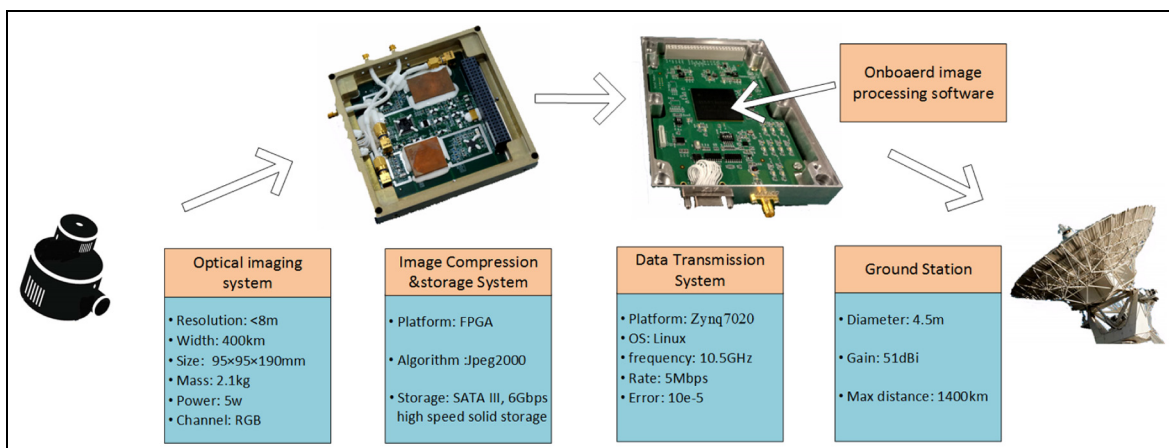 Onboaerd image
processing software
Optical imaging
system
• Resolution: <8m
• Width: 400km
• Size: 95×95×190mm
• Mass: 2.1kg
• Power: 5w
• Channel: RGB
Image Compression
&storage System
• Platform: FPGA
• Algorithm :Jpeg2000
• Storage: SATA III, 6Gbps
high speed solid storage
Data Transmission
System
• Platform: Zynq7020
• OS: Linux
• frequency: 10.5GHz
• Rate: 5Mbps
• Error: 10e-5
Ground Station
• Diameter: 4.5m
• Gain: 51dBi
• Max distance: 1400km